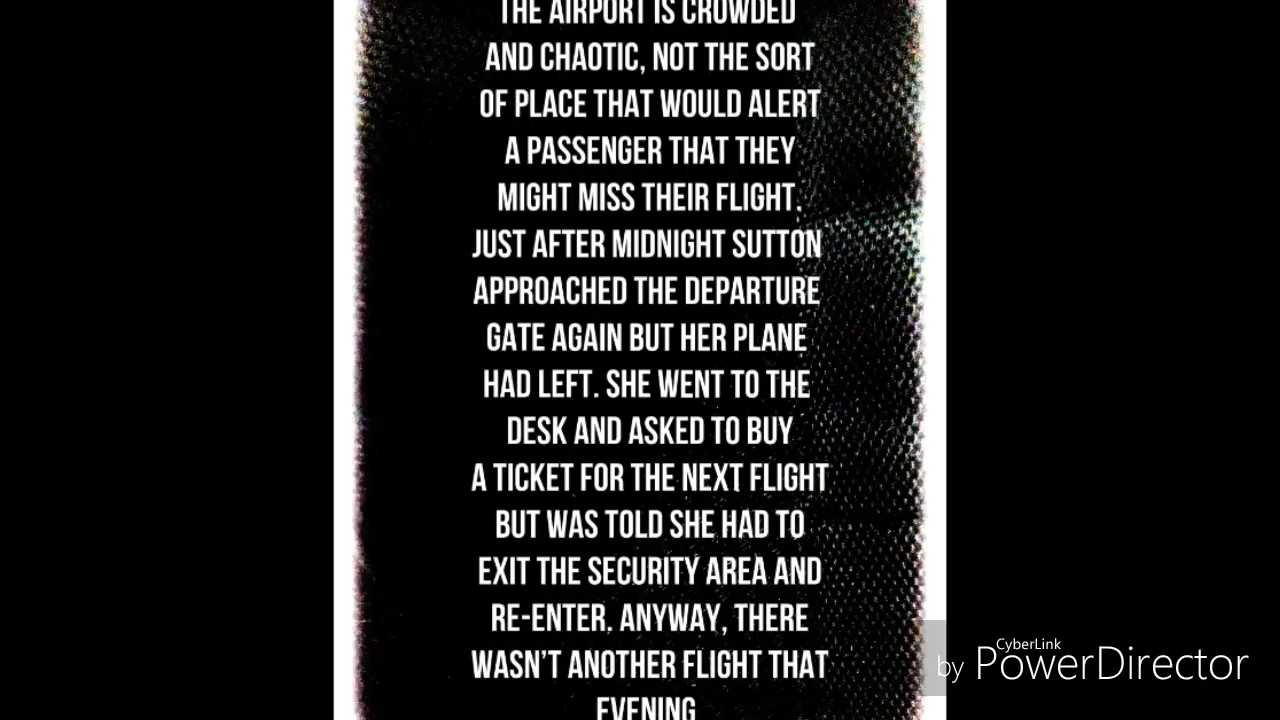 THE AIRPORT IS CROWDED
AND CHAOTIC, NOT THE SORT
OF PLACE THAT WOULD ALERT
A PASSENGER THAT THEY
MIGHT MISS THEIR FLIGHT.
JUST AFTER MIDNIGHT SUTTON
APPROACHED THE DEPARTURE
GATE AGAIN BUT HER PLANE
HAD LEFT. SHE WENT TO THE
DESK AND ASKED TO BUY
A TICKET FOR THE NEXT FLIGHT
BUT WAS TOLD SHE HAD TO
EXIT THE SECURITY AREA AND
RE-ENTER. ANYWAY, THERE
WASN'T ANOTHER FLIGHT THAT
EVENING
CyberLink
by PowerDirector